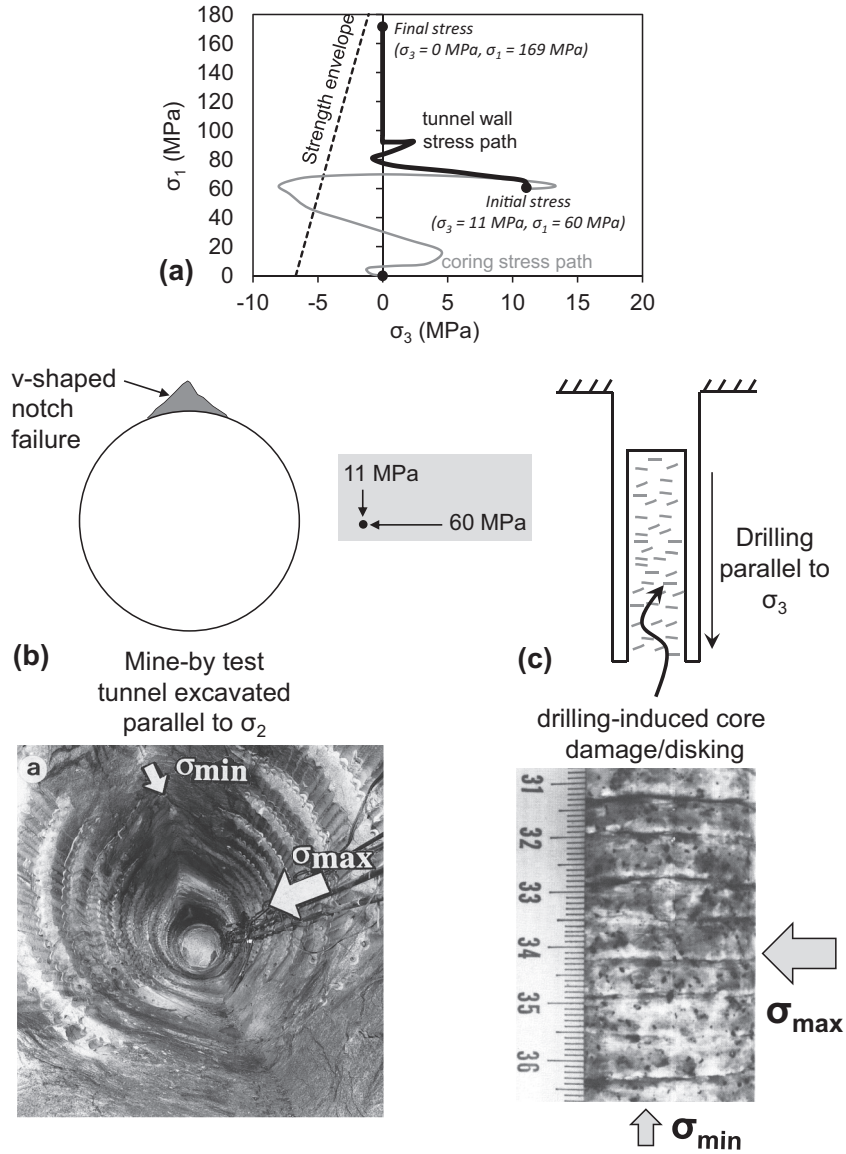 180
160
140
120
100
80
60
40
20
0
σ1 (MPa)
-10 -5 0 5 10 15 20
σ3 (MPa)
Strength envelope
Final stress
(σ3 = 0 MPa, σ1 = 169 MPa)
tunnel wall
stress path
Initial stress
(σ3 = 11 MPa, σ1 = 60 MPa)
coring stress path
(a)
v-shaped
notch
failure
11 MPa
60 MPa
(b)
Mine-by test
tunnel excavated
parallel to σ2
a
σmin
σmax
Drilling
parallel to
σ3
(c)
drilling-induced core
damage/disking
31
32
33
34
35
36
σmax
σmin